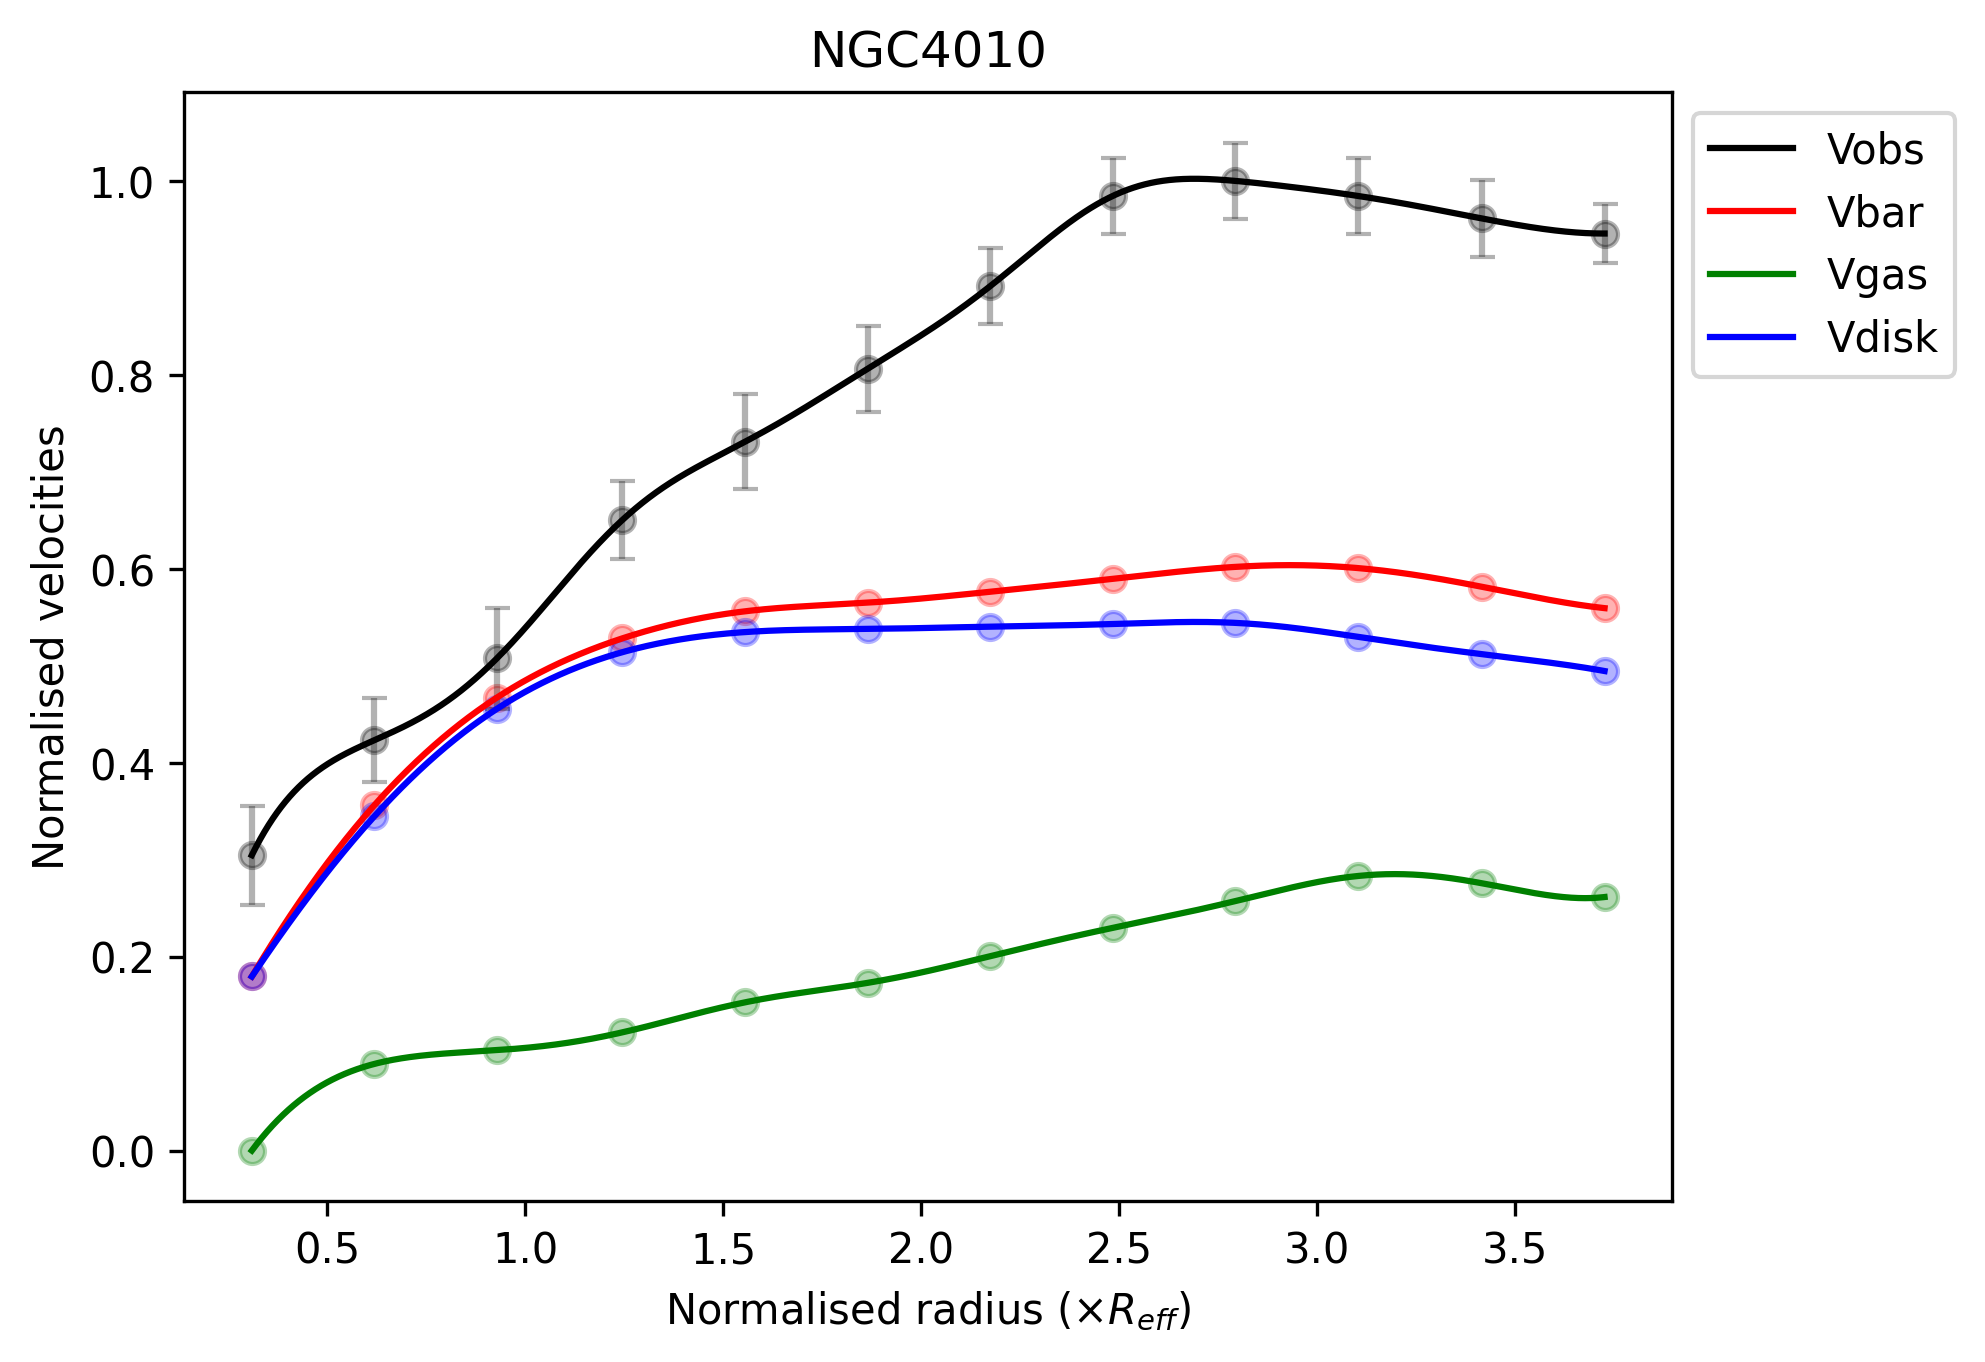 NGC4010
Normalised velocities
1.0
0.8
0.6
0.4
0.2
0.0
0.5 1.0 1.5 2.0 2.5 3.0 3.5
Normalised radius (×R_eff)
Vobs
Vbar
Vgas
Vdisk